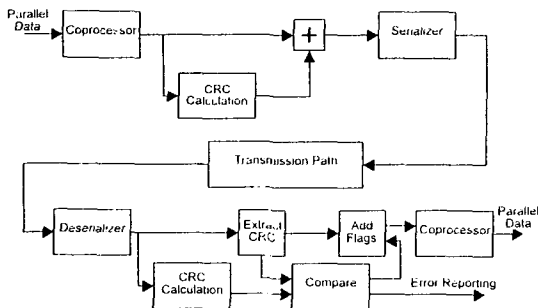 Parallel
Data
Coprocessor
+
Serializer
CRC
Calculation
Transmission Path
Deserializer
Extract
CRC
Add
Flags
Coprocessor
Parallel
Data
CRC
Calculation
Compare
Error Reporting